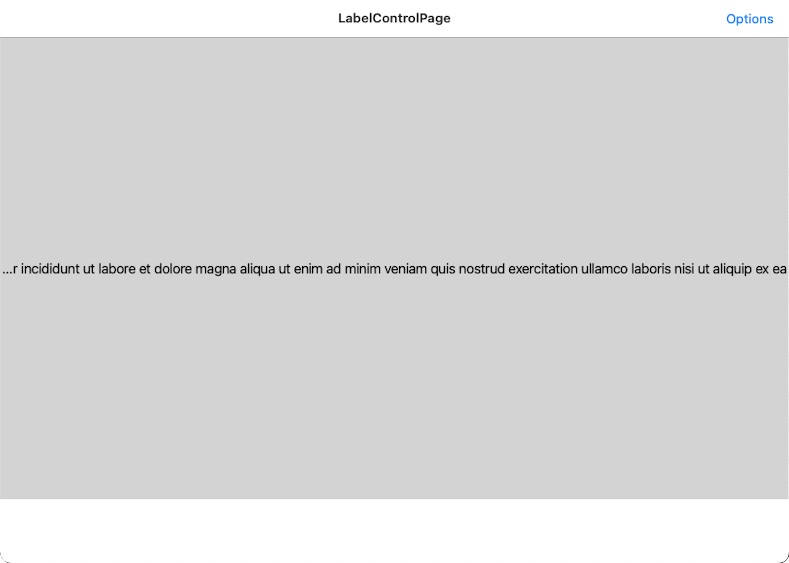 LabelControlPage
Options
...r incididunt ut labore et dolore magna aliqua ut enim ad minim veniam quis nostrud exercitation ullamco laboris nisi ut aliquip ex ea